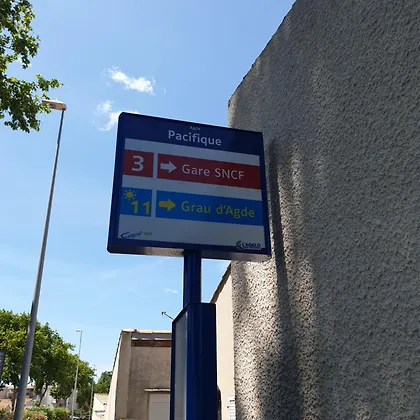 Agde
Pacifique
3 → Gare SNCF
11 → Grau d'Agde